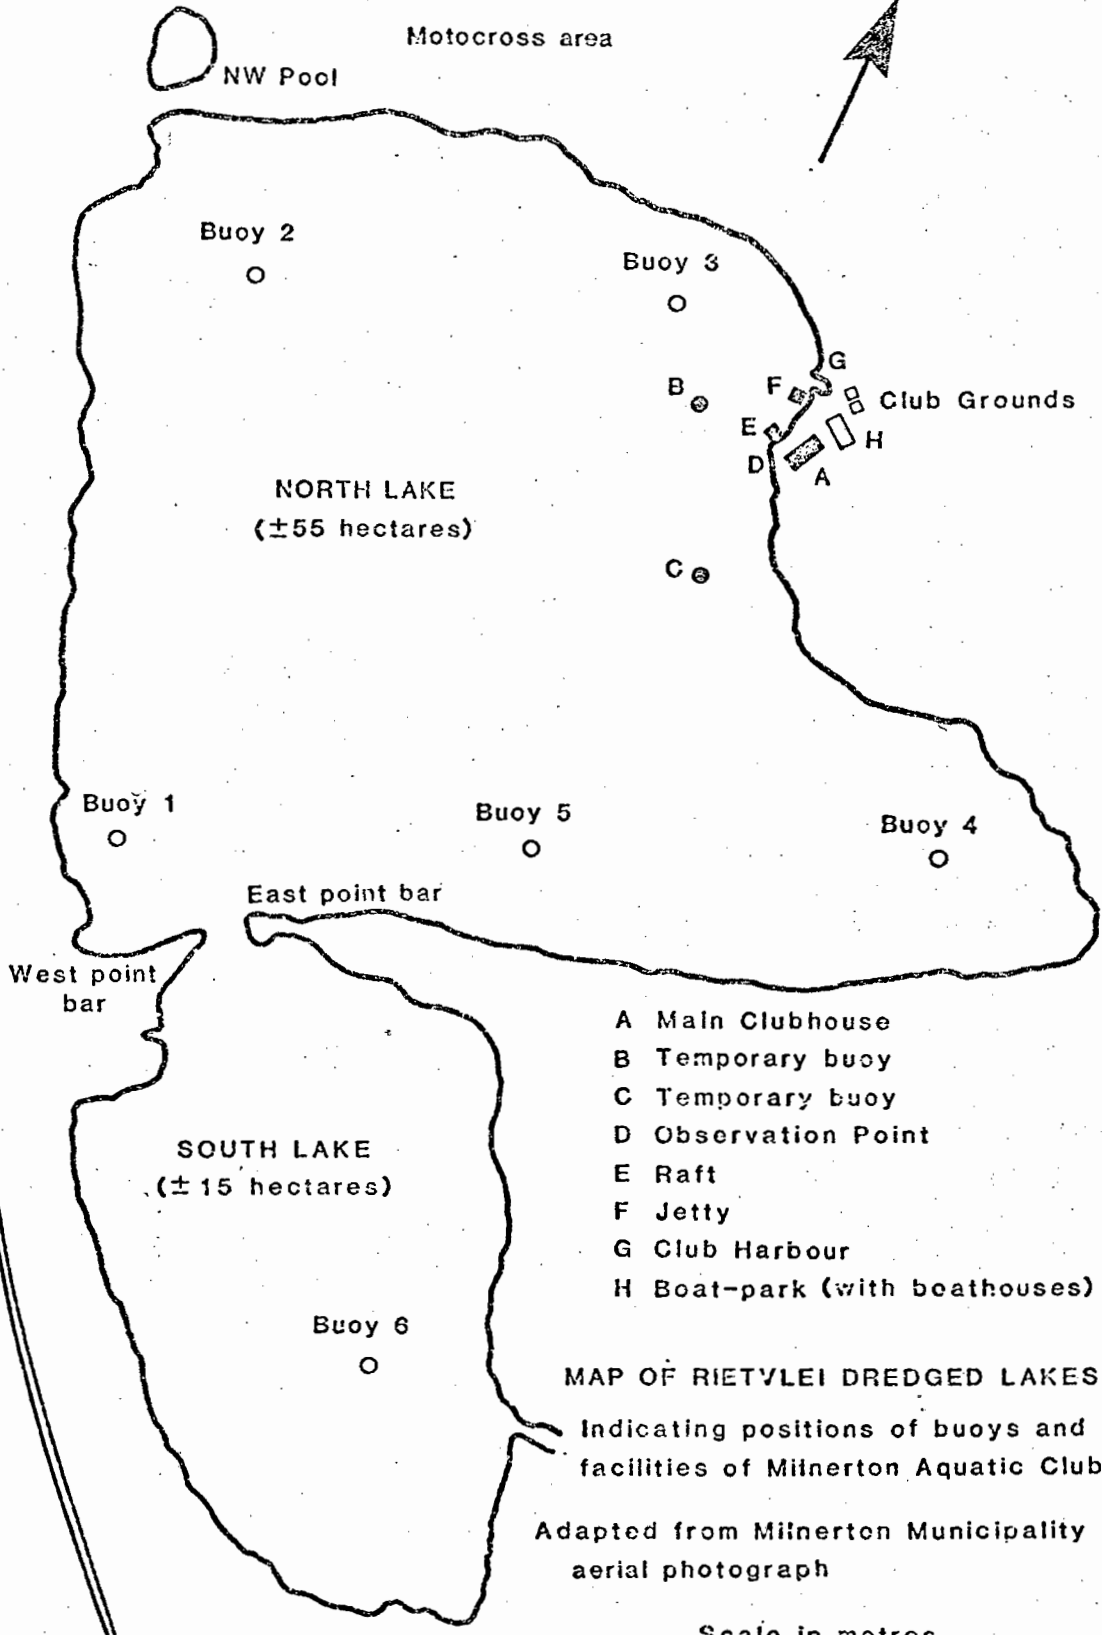 Motocross area
NW Pool
Buoy 2
Buoy 3
G
F
B
Club Grounds
E
H
D
A
NORTH LAKE
(±55 hectares)
C
Buoy 1
Buoy 5
Buoy 4
East point bar
West point
bar
A Main Clubhouse
B Temporary buoy
C Temporary buoy
D Observation Point
E Raft
F Jetty
G Club Harbour
H Boat-park (with boathouses)
SOUTH LAKE
(±15 hectares)
Buoy 6
MAP OF RIETVLEI DREDGED LAKES
Indicating positions of buoys and
facilities of Milnerton Aquatic Club
Adapted from Milnerton Municipality
aerial photograph
Scale in metres